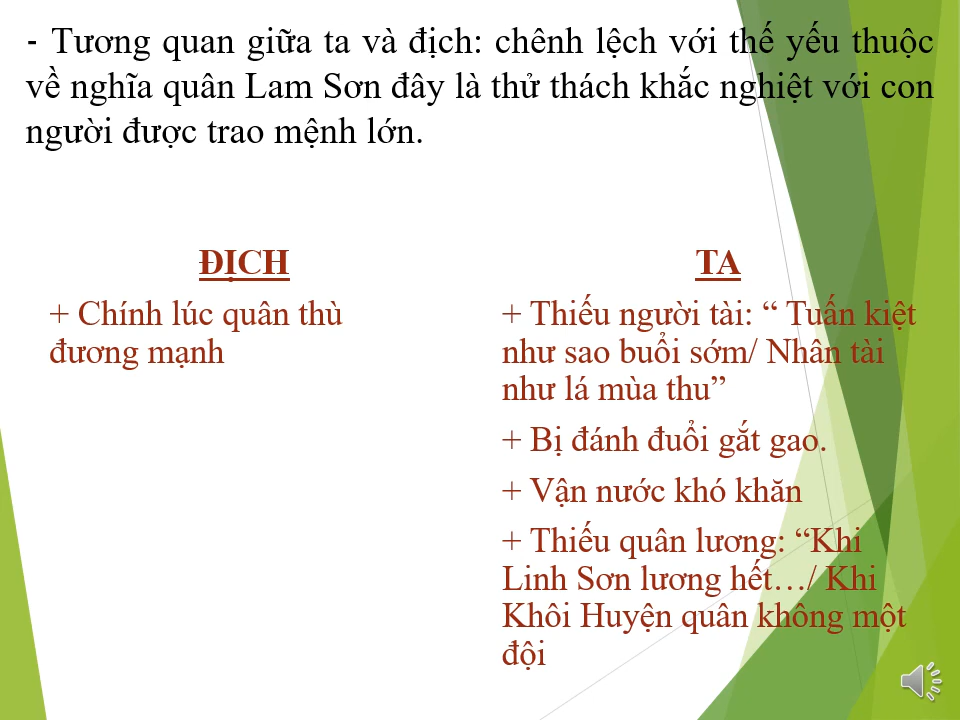 - Tương quan giữa ta và địch: chênh lệch với thế yếu thuộc
về nghĩa quân Lam Sơn đây là thử thách khắc nghiệt với con
người được trao mệnh lớn.
ĐỊCH
+ Chính lúc quân thù
đương mạnh
TA
+ Thiếu người tài: “ Tuấn kiệt
như sao buổi sớm/ Nhân tài
như lá mùa thu”
+ Bị đánh đuổi gắt gao.
+ Vận nước khó khăn
+ Thiếu quân lương: “Khi
Linh Sơn lương hết…/ Khi
Khôi Huyện quân không một
đội